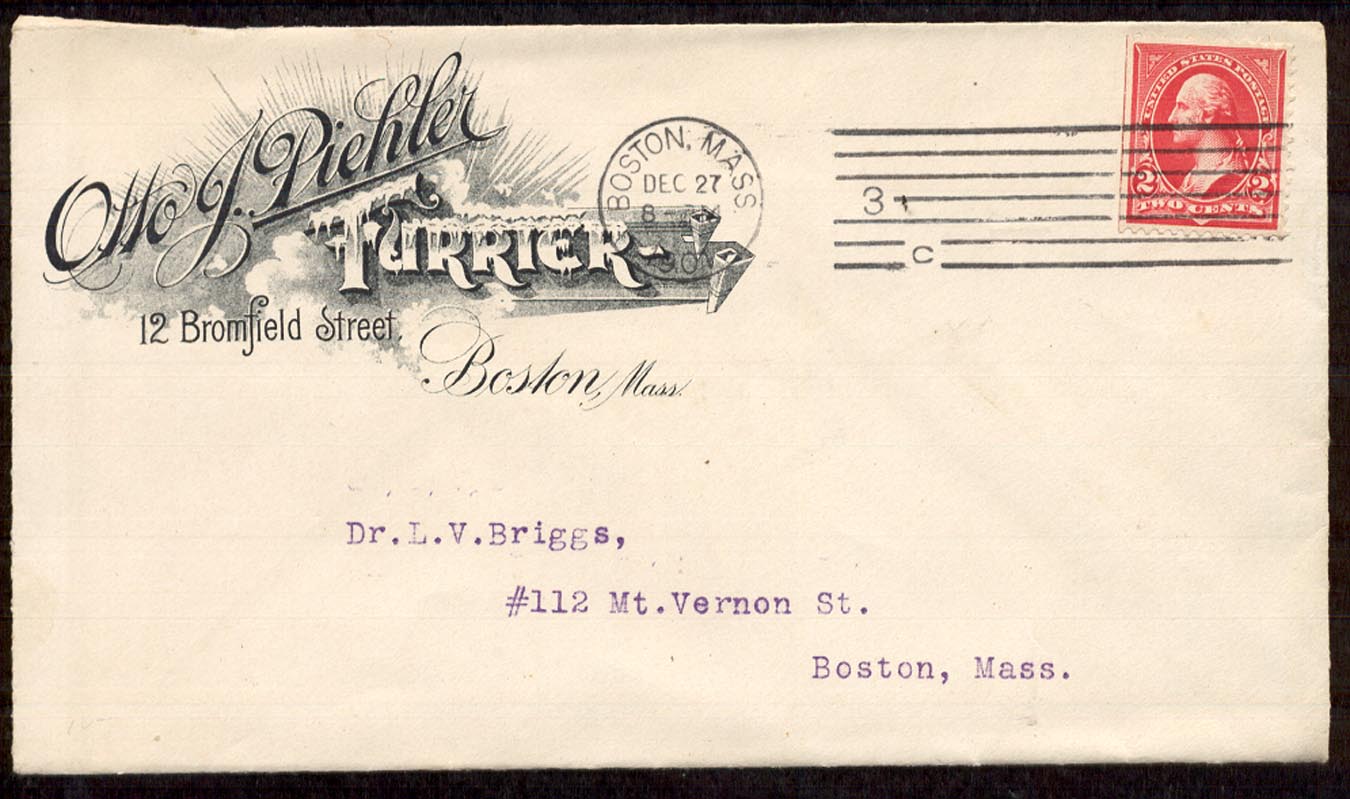 Otto J. Piehler
Furrier
12 Bromfield Street,
Boston, Mass.
BOSTON, MASS.
DEC 27
8
3
C
UNITED STATES POSTAGE
2 2
TWO CENTS
Dr.L.V.Briggs,
#112 Mt.Vernon St.
Boston, Mass.